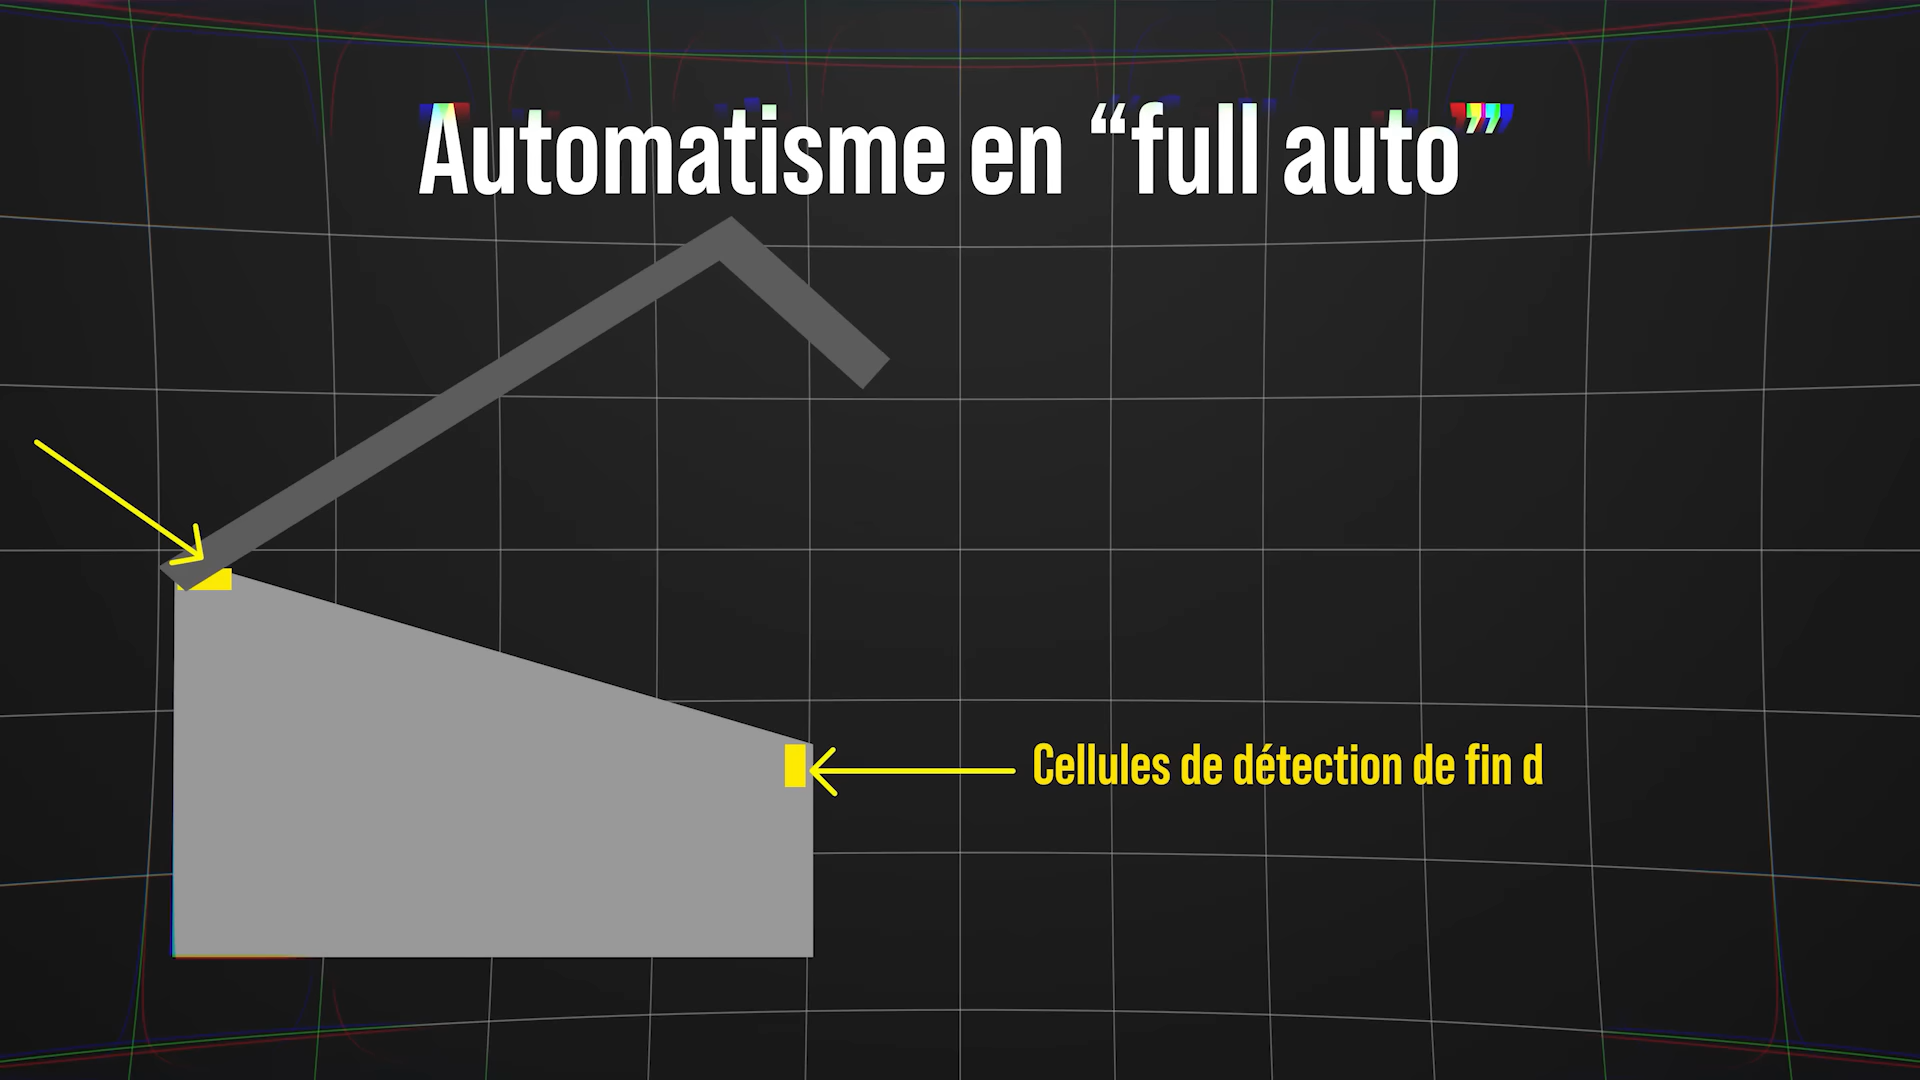 Automatisme en “full auto”
Cellules de détection de fin d